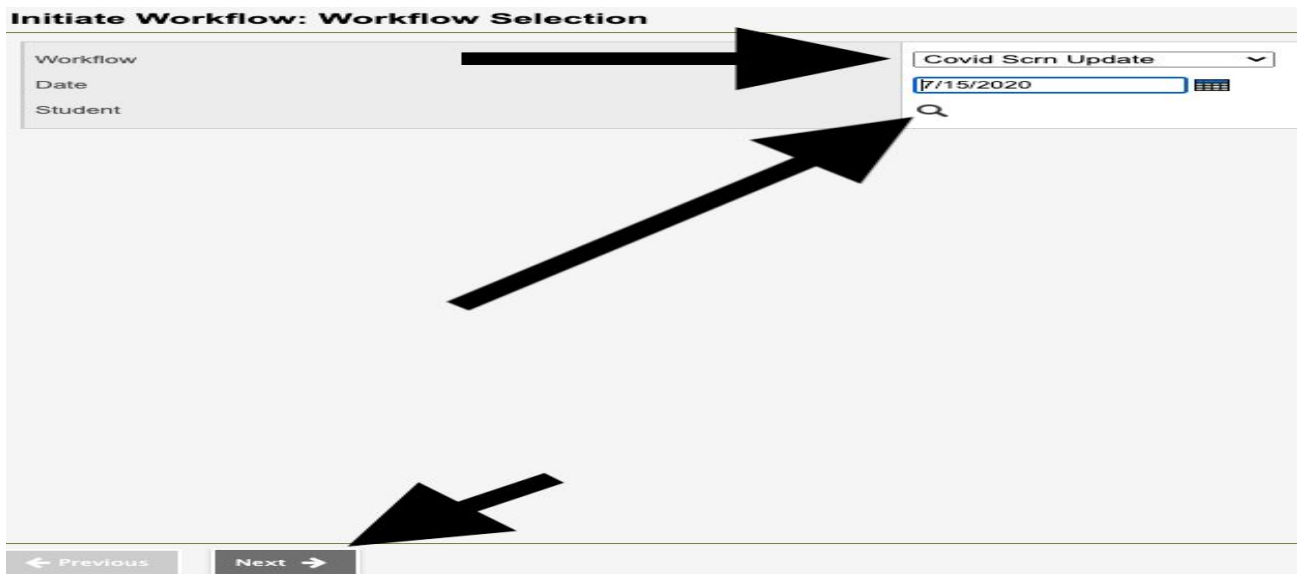 Initiate Workflow: Workflow Selection
Workflow
Covid Scrn Update
Date
7/15/2020
Student
Previous
Next